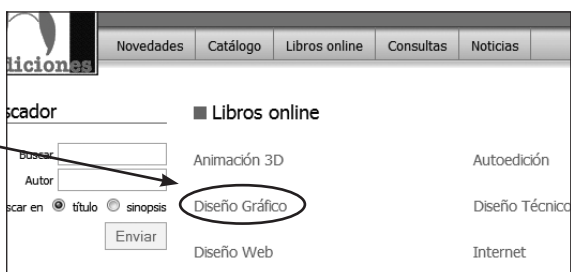 Novedades Catálogo Libros online Consultas Noticias
diciones
scador
Libros online
Buscar
Animación 3D Autoedición
Autor
scar en título sinopsis
Diseño Gráfico Diseño Técnico
Enviar
Diseño Web Internet